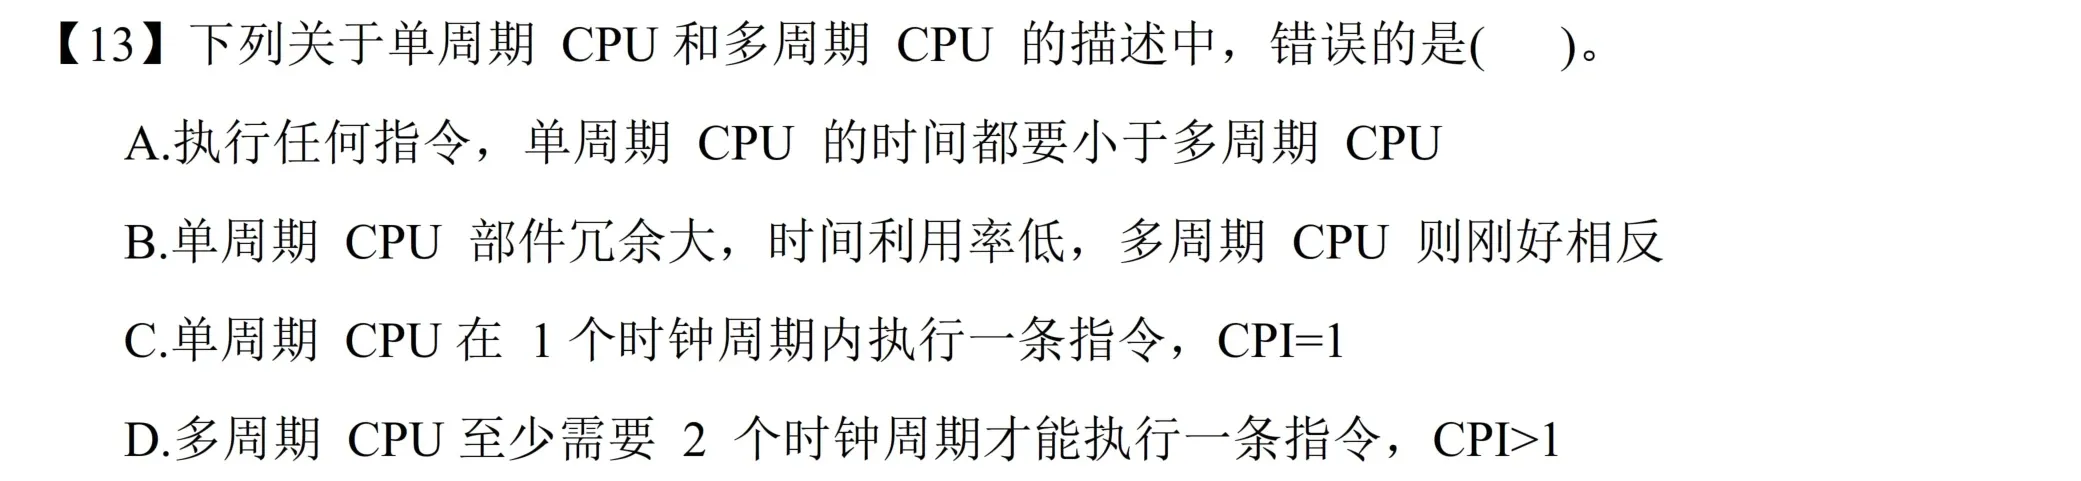 【13】下列关于单周期 CPU 和多周期 CPU 的描述中，错误的是(    )。
A.执行任何指令，单周期 CPU 的时间都要小于多周期 CPU
B.单周期 CPU 部件冗余大，时间利用率低，多周期 CPU 则刚好相反
C.单周期 CPU 在 1 个时钟周期内执行一条指令，CPI=1
D.多周期 CPU 至少需要 2 个时钟周期才能执行一条指令，CPI>1